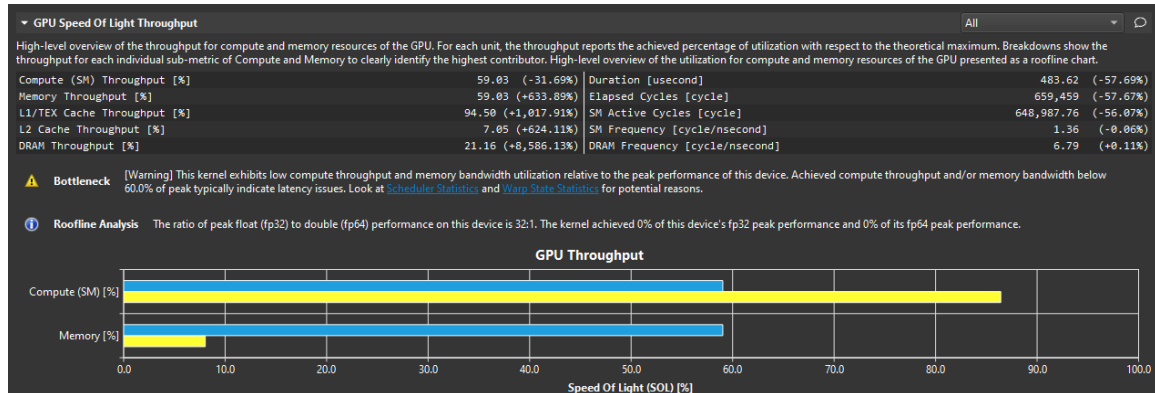 GPU Speed Of Light Throughput
All
High-level overview of the throughput for compute and memory resources of the GPU. For each unit, the throughput reports the achieved percentage of utilization with respect to the theoretical maximum. Breakdowns show the
throughput for each individual sub-metric of Compute and Memory to clearly identify the highest contributor. High-level overview of the utilization for compute and memory resources of the GPU presented as a roofline chart.
Compute (SM) Throughput [%] 59.03 (-31.69%) Duration [usecond] 483.62 (-57.69%)
Memory Throughput [%] 59.03 (+633.89%) Elapsed Cycles [cycle] 659,459 (-57.67%)
L1/TEX Cache Throughput [%] 94.50 (+1,017.91%) SM Active Cycles [cycle] 648,987.76 (-56.07%)
L2 Cache Throughput [%] 7.05 (+624.11%) SM Frequency [cycle/nsecond] 1.36 (-0.06%)
DRAM Throughput [%] 21.16 (+8,586.13%) DRAM Frequency [cycle/nsecond] 6.79 (+0.11%)
Bottleneck [Warning] This kernel exhibits low compute throughput and memory bandwidth utilization relative to the peak performance of this device. Achieved compute throughput and/or memory bandwidth below
60.0% of peak typically indicate latency issues. Look at Scheduler Statistics and Warp State Statistics for potential reasons.
Roofline Analysis The ratio of peak float (fp32) to double (fp64) performance on this device is 32:1. The kernel achieved 0% of this device's fp32 peak performance and 0% of its fp64 peak performance.
GPU Throughput
Compute (SM) [%]
Memory [%]
0.0 10.0 20.0 30.0 40.0 50.0 60.0 70.0 80.0 90.0 100.0
Speed Of Light (SOL) [%]